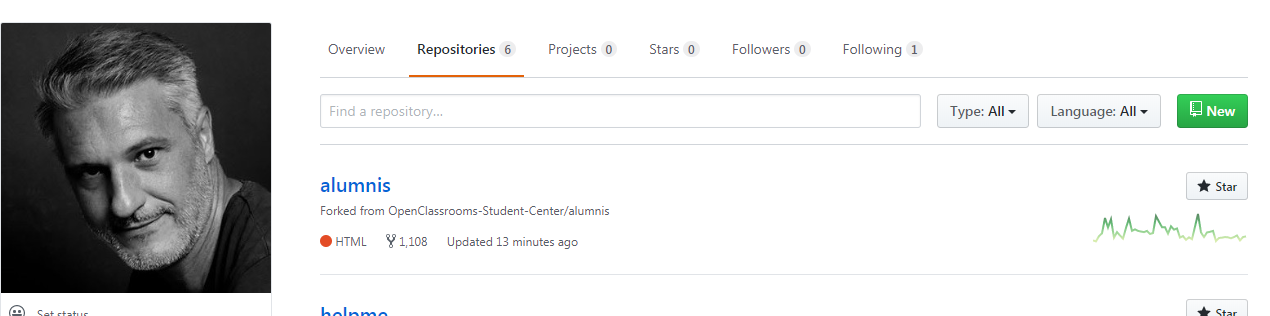 Overview Repositories 6 Projects 0 Stars 0 Followers 0 Following 1
Find a repository... Type: All Language: All New
alumnis Star
Forked from OpenClassrooms-Student-Center/alumnis
HTML 1,108 Updated 13 minutes ago
Set status helpme Star